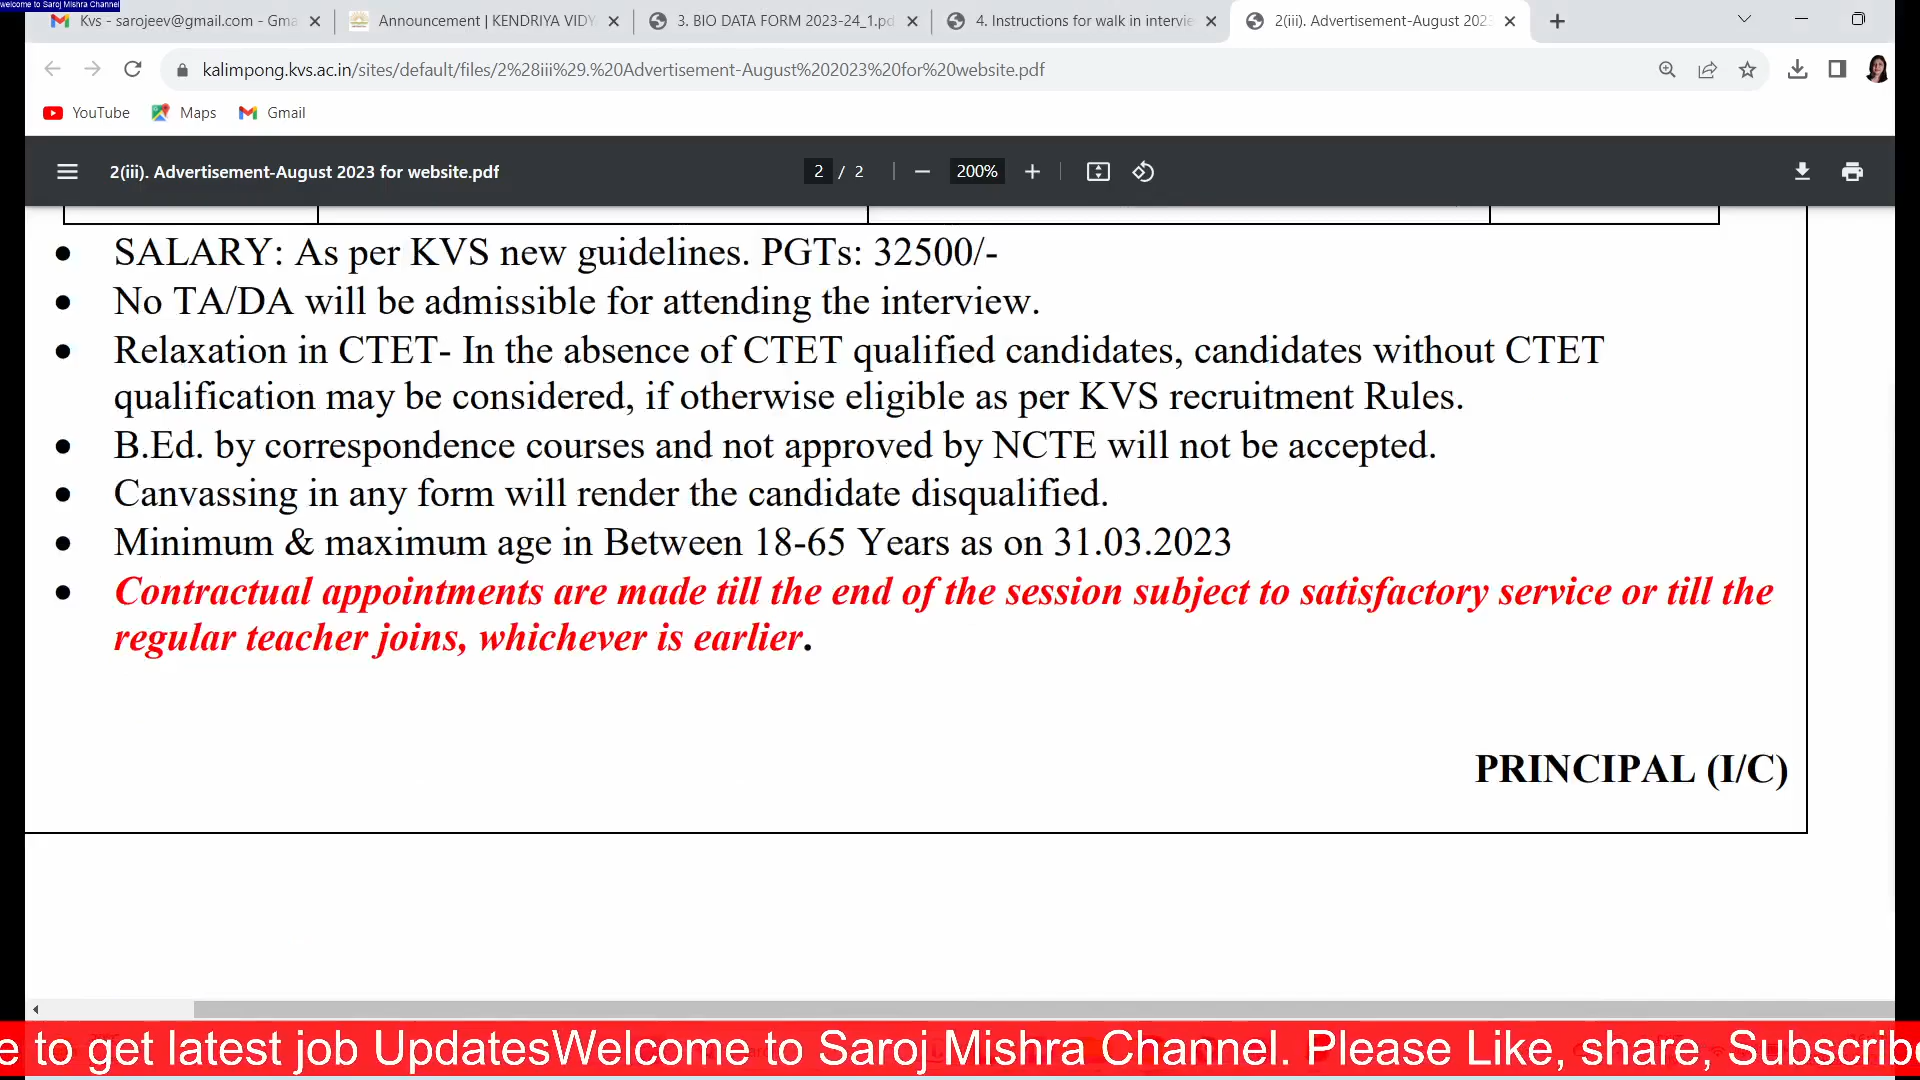 welcome to Saroj Mishra Channel
Kvs - sarojeev@gmail.com - Gma
Announcement | KENDRIYA VIDY
3. BIO DATA FORM 2023-24_1.pd
4. Instructions for walk in intervie
2(iii). Advertisement-August 202
kalimpong.kvs.ac.in/sites/default/files/2%28iii%29.%20Advertisement-August%202023%20for%20website.pdf
YouTube
Maps
Gmail
2(iii). Advertisement-August 2023 for website.pdf
2 / 2
200%
• SALARY: As per KVS new guidelines. PGTs: 32500/-
• No TA/DA will be admissible for attending the interview.
• Relaxation in CTET- In the absence of CTET qualified candidates, candidates without CTET
qualification may be considered, if otherwise eligible as per KVS recruitment Rules.
• B.Ed. by correspondence courses and not approved by NCTE will not be accepted.
• Canvassing in any form will render the candidate disqualified.
• Minimum & maximum age in Between 18-65 Years as on 31.03.2023
• Contractual appointments are made till the end of the session subject to satisfactory service or till the
regular teacher joins, whichever is earlier.
PRINCIPAL (I/C)
e to get latest job UpdatesWelcome to Saroj Mishra Channel. Please Like, share, Subscribe